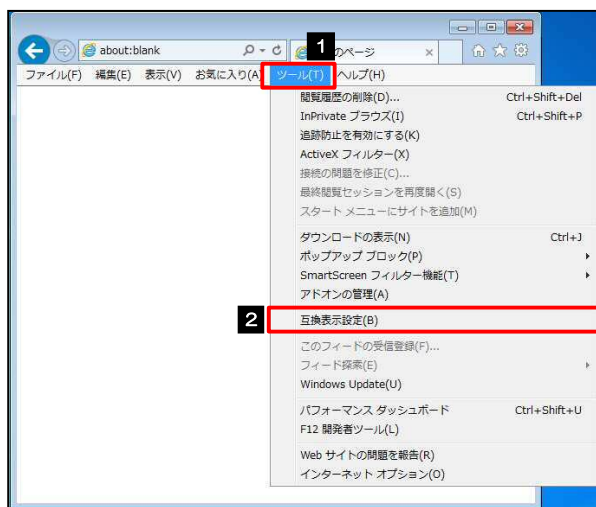 1
about:blank
のページ
ファイル(F) 編集(E) 表示(V) お気に入り(A) ツール(T) ヘルプ(H)
閲覧履歴の削除(D)... Ctrl+Shift+Del
InPrivate ブラウズ(I) Ctrl+Shift+P
追跡防止を有効にする(K)
ActiveX フィルター(X)
接続の問題を修正(C)...
最終閲覧セッションを再度開く(S)
スタート メニューにサイトを追加(M)
ダウンロードの表示(N) Ctrl+J
ポップアップ ブロック(P)
SmartScreen フィルター機能(T)
アドオンの管理(A)
2 互換表示設定(B)
このフィードの受信登録(F)...
フィード探索(E)
Windows Update(U)
パフォーマンス ダッシュボード Ctrl+Shift+U
F12 開発者ツール(L)
Web サイトの問題を報告(R)
インターネット オプション(O)